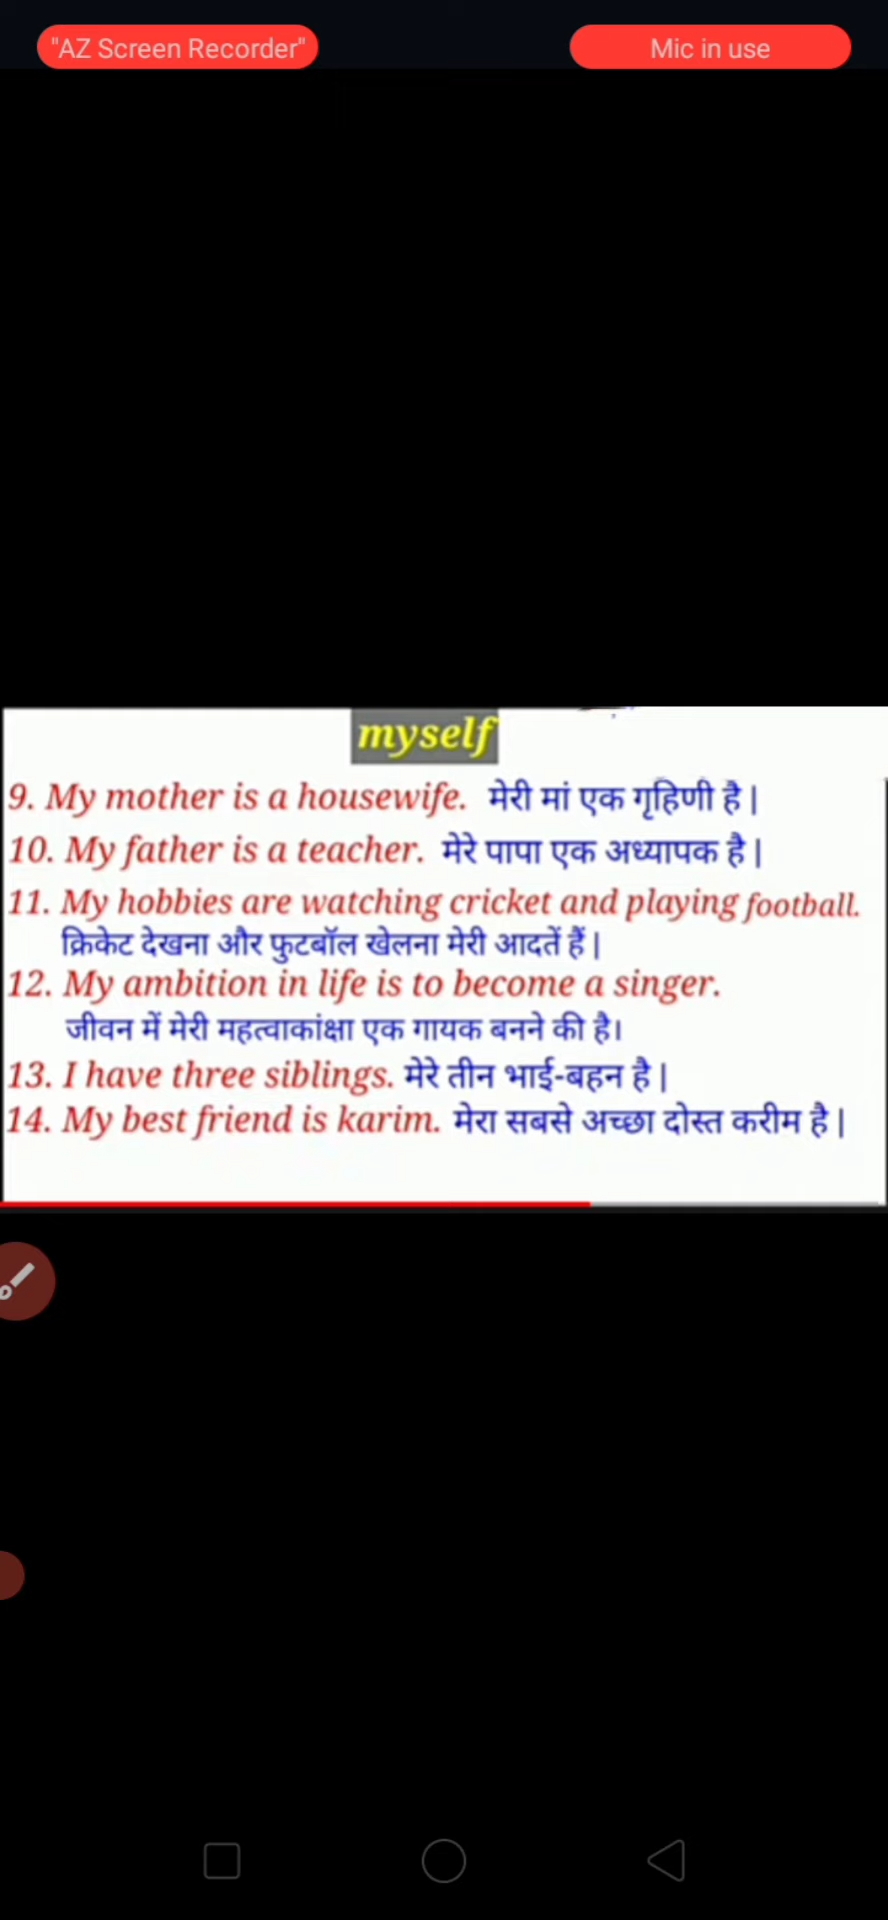 "AZ Screen Recorder"
Mic in use
myself
9. My mother is a housewife. मेरी मां एक गृहिणी है |
10. My father is a teacher. मेरे पापा एक अध्यापक है |
11. My hobbies are watching cricket and playing football.
क्रिकेट देखना और फुटबॉल खेलना मेरी आदतें हैं |
12. My ambition in life is to become a singer.
जीवन में मेरी महत्वाकांक्षा एक गायक बनने की है।
13. I have three siblings. मेरे तीन भाई-बहन है |
14. My best friend is karim. मेरा सबसे अच्छा दोस्त करीम है |